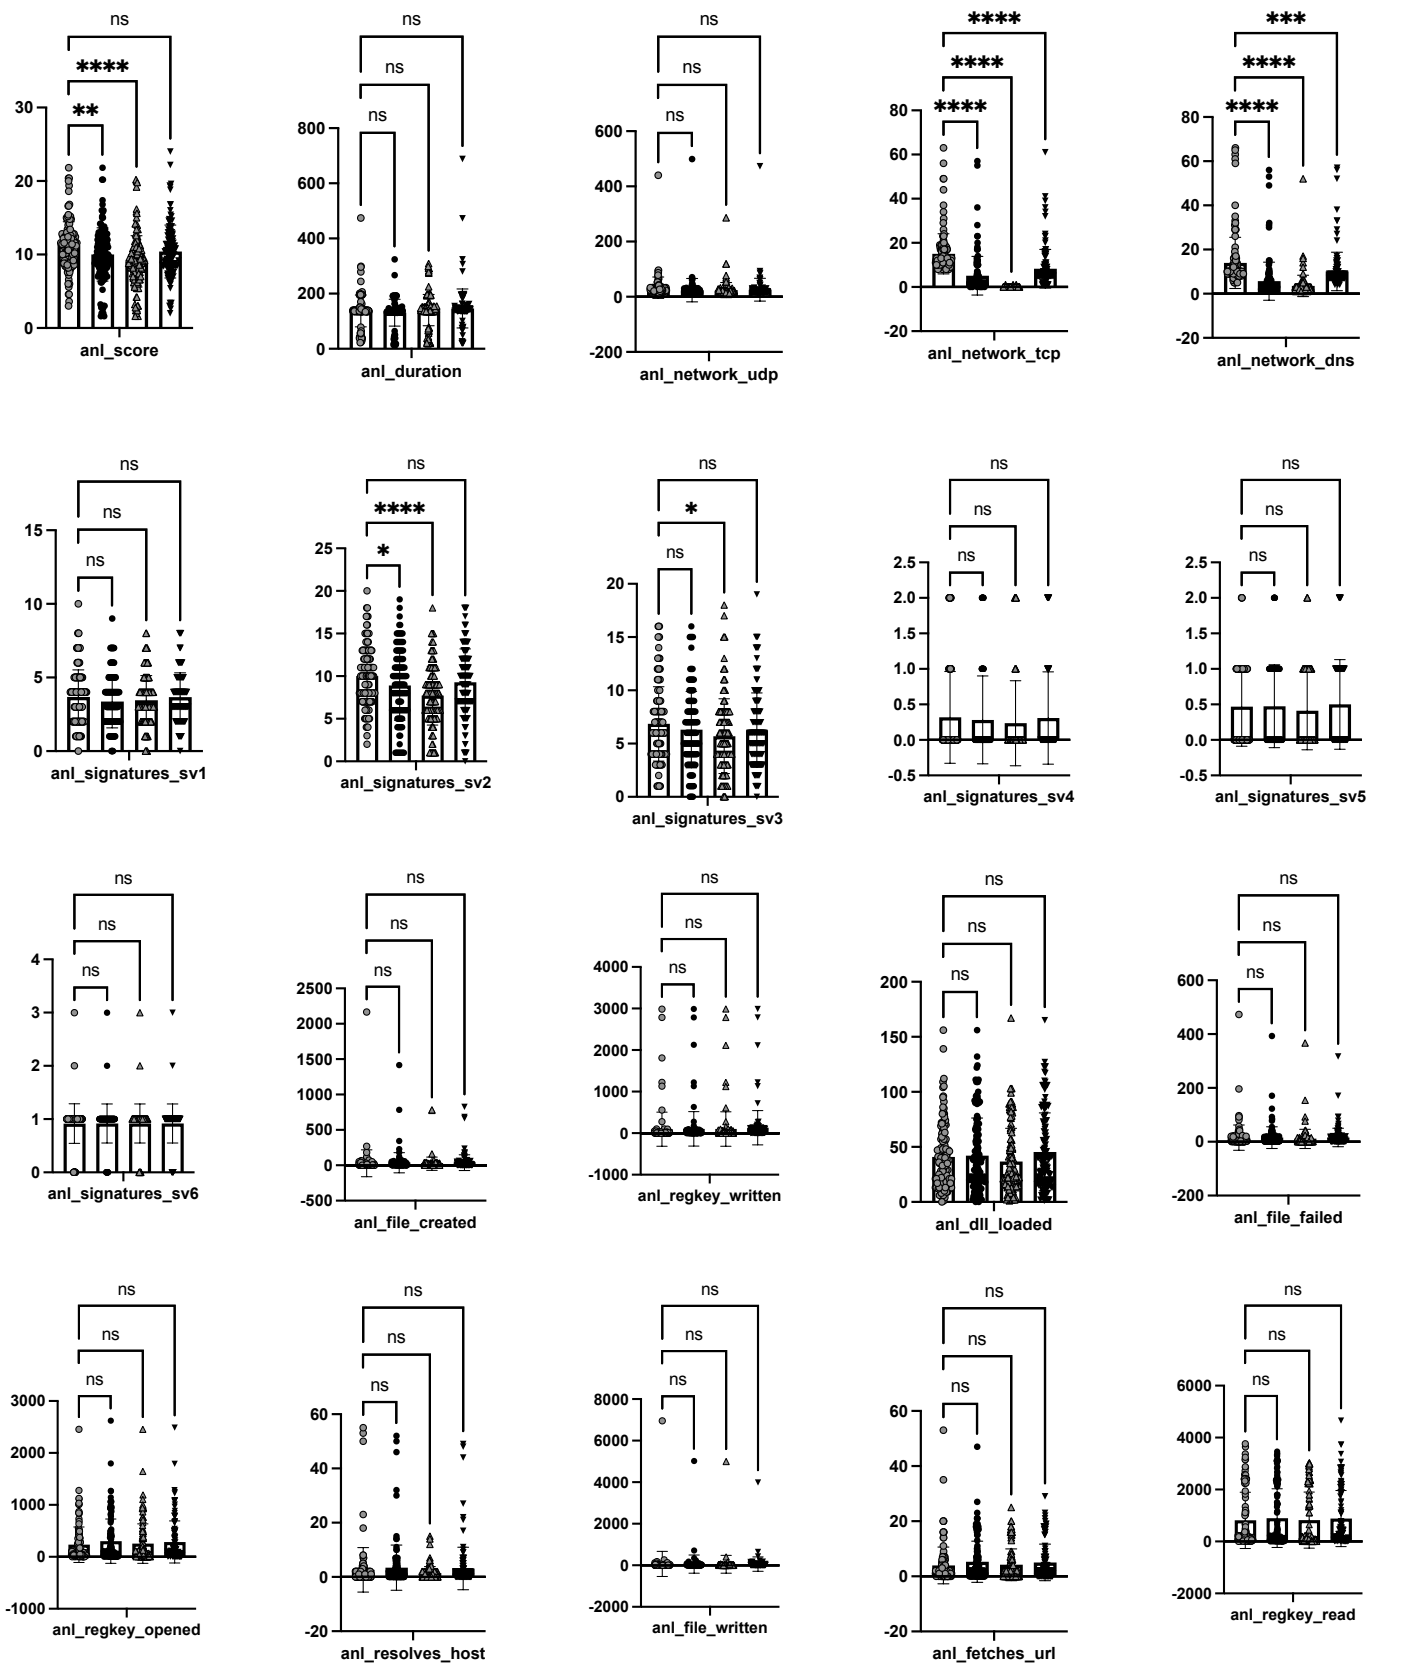 ns
****
**
30
20
10
0
anl_score
ns
ns
ns
800
600
400
200
0
anl_duration
ns
ns
ns
600
400
200
0
-200
anl_network_udp
****
****
****
80
60
40
20
0
-20
anl_network_tcp
***
****
****
80
60
40
20
0
-20
anl_network_dns
ns
ns
ns
15
10
5
0
anl_signatures_sv1
ns
****
*
25
20
15
10
5
0
anl_signatures_sv2
ns
*
ns
20
15
10
5
0
anl_signatures_sv3
ns
ns
ns
2.5
2.0
1.5
1.0
0.5
0.0
-0.5
anl_signatures_sv4
ns
ns
ns
2.5
2.0
1.5
1.0
0.5
0.0
-0.5
anl_signatures_sv5
ns
ns
ns
4
3
2
1
0
anl_signatures_sv6
ns
ns
ns
2500
2000
1500
1000
500
0
-500
anl_file_created
ns
ns
ns
4000
3000
2000
1000
0
-1000
anl_regkey_written
ns
ns
ns
200
150
100
50
0
anl_dll_loaded
ns
ns
ns
600
400
200
0
-200
anl_file_failed
ns
ns
ns
3000
2000
1000
0
-1000
anl_regkey_opened
ns
ns
ns
60
40
20
0
-20
anl_resolves_host
ns
ns
ns
8000
6000
4000
2000
0
-2000
anl_file_written
ns
ns
ns
60
40
20
0
-20
anl_fetches_url
ns
ns
ns
6000
4000
2000
0
-2000
anl_regkey_read